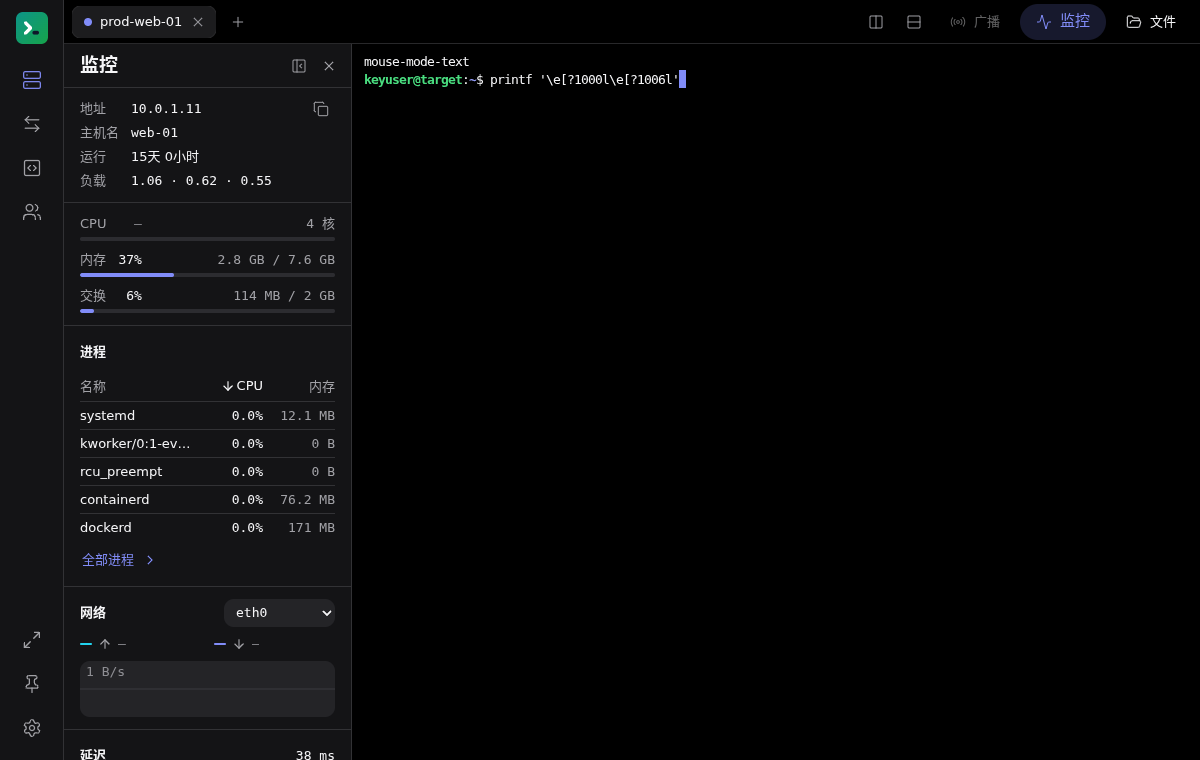 prod-web-01
广播
监控
文件
监控
地址 10.0.1.11
主机名 web-01
运行 15天 0小时
负载 1.06 · 0.62 · 0.55
CPU — 4 核
内存 37% 2.8 GB / 7.6 GB
交换 6% 114 MB / 2 GB
进程
名称 CPU 内存
systemd 0.0% 12.1 MB
kworker/0:1-ev… 0.0% 0 B
rcu_preempt 0.0% 0 B
containerd 0.0% 76.2 MB
dockerd 0.0% 171 MB
全部进程
网络 eth0
— —
1 B/s
延迟 38 ms
mouse-mode-text
keyuser@target:~$ printf '\e[?1000l\e[?1006l'